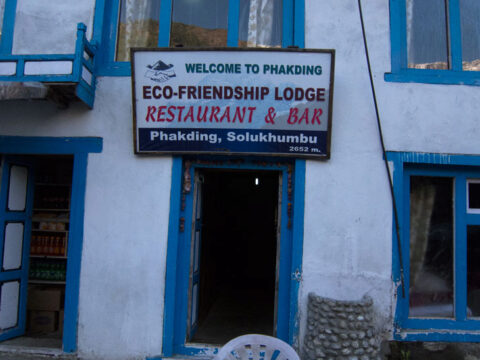 WELCOME TO PHAKDING
ECO-FRIENDSHIP LODGE
RESTAURANT & BAR
Phakding, Solukhumbu
2652 m.